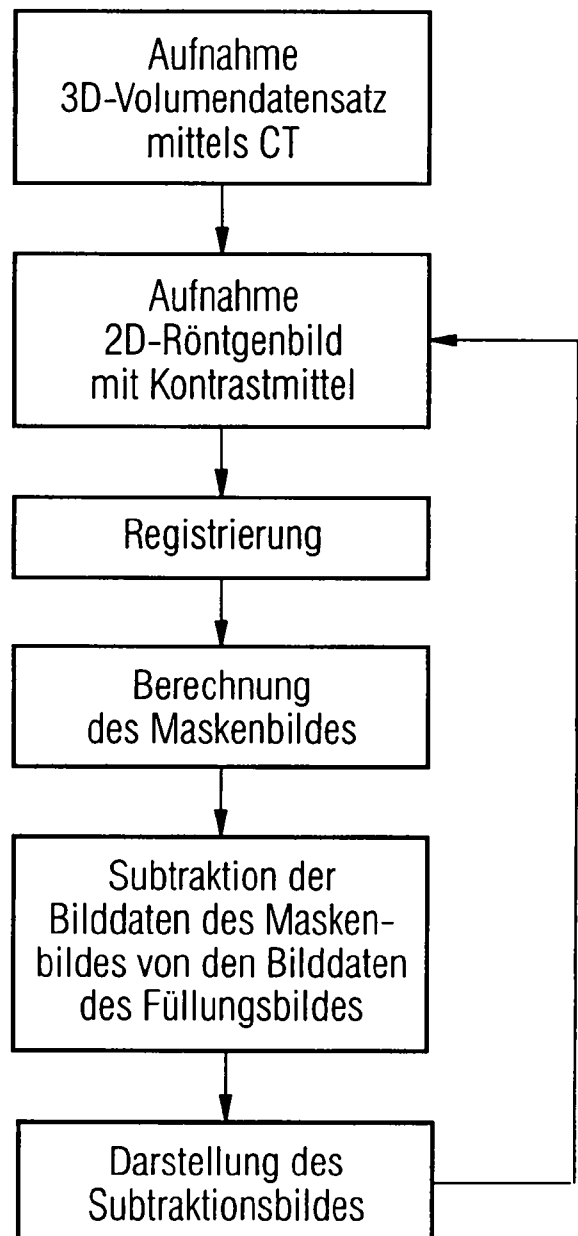 Aufnahme
3D-Volumendatensatz
mittels CT
Aufnahme
2D-Röntgenbild
mit Kontrastmittel
Registrierung
Berechnung
des Maskenbildes
Subtraktion der
Bilddaten des Masken-
bildes von den Bilddaten
des Füllungsbildes
Darstellung des
Subtraktionsbildes